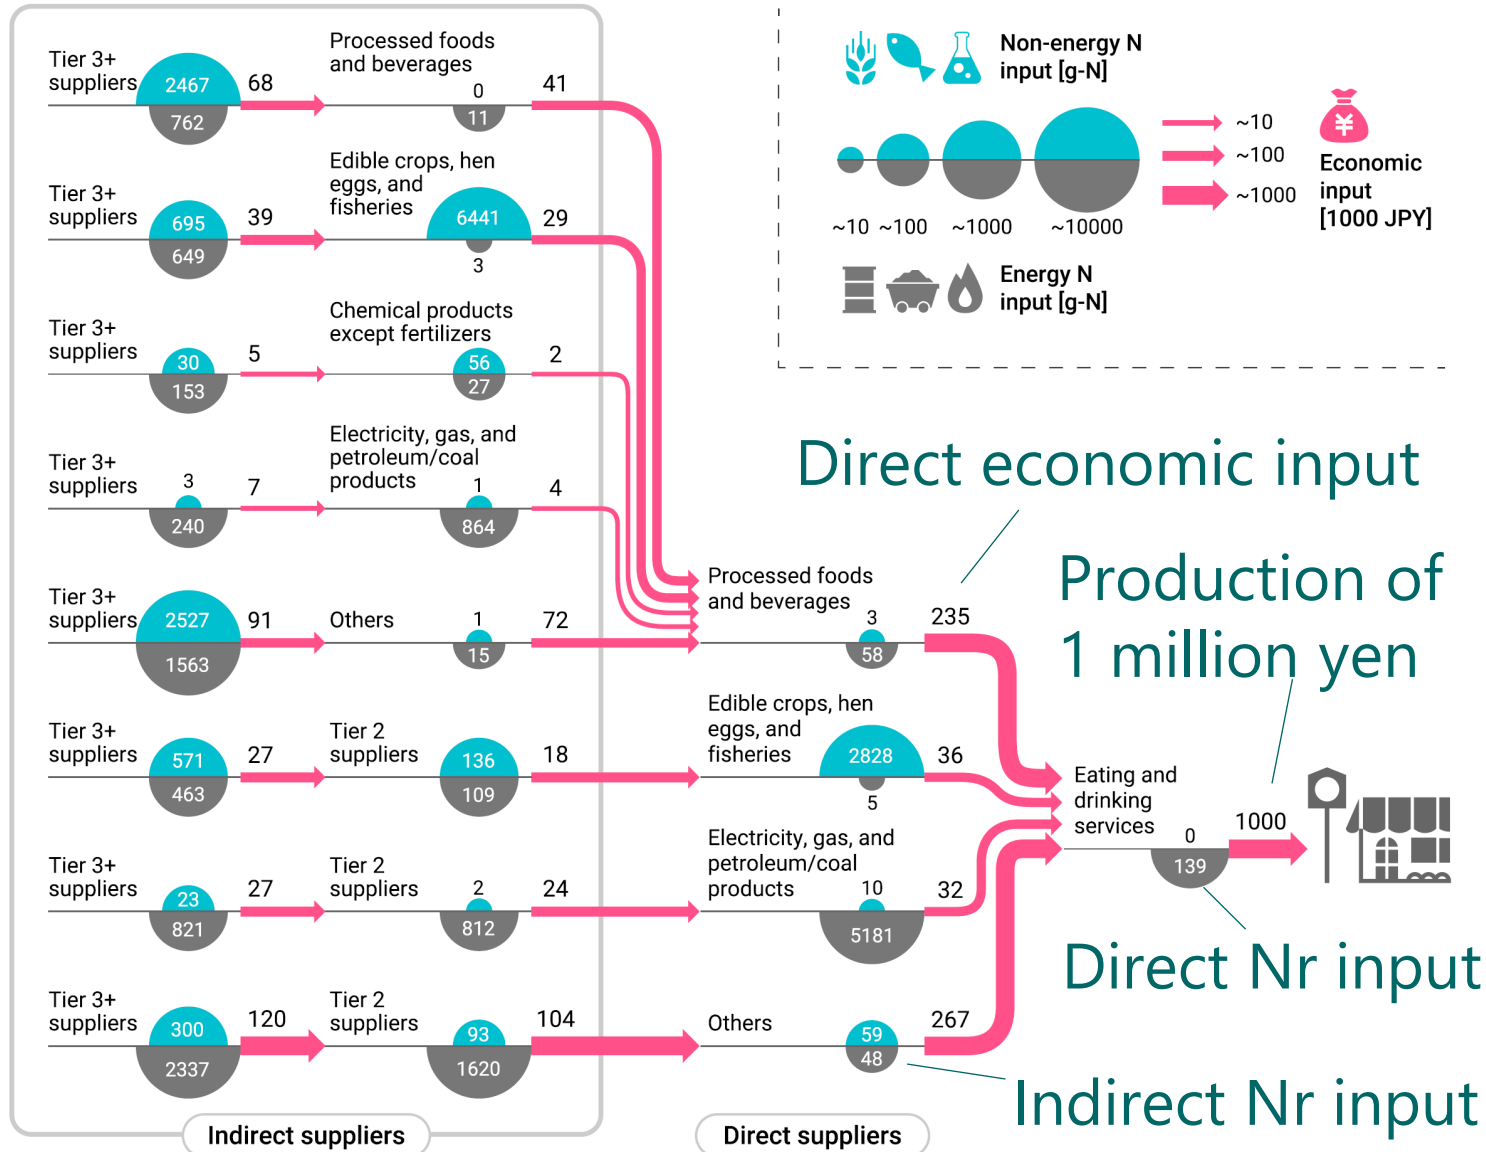 Tier 3+
suppliers
2467
762
68
Processed foods
and beverages
0
11
41
Tier 3+
suppliers
695
649
39
Edible crops, hen
eggs, and
fisheries
6441
3
29
Tier 3+
suppliers
30
153
5
Chemical products
except fertilizers
56
27
2
Tier 3+
suppliers
3
240
7
Electricity, gas, and
petroleum/coal
products
1
864
4
Tier 3+
suppliers
2527
1563
91
Others
1
15
72
Tier 3+
suppliers
571
463
27
Tier 2
suppliers
136
109
18
Tier 3+
suppliers
23
821
27
Tier 2
suppliers
2
812
24
Tier 3+
suppliers
300
2337
120
Tier 2
suppliers
93
1620
104
Indirect suppliers
Processed foods
and beverages
3
58
235
Edible crops, hen
eggs, and
fisheries
2828
5
36
Electricity, gas, and
petroleum/coal
products
10
5181
32
Others
59
48
267
Direct suppliers
Eating and
drinking
services
0
139
1000
Non-energy N
input [g-N]
~10 ~100 ~1000 ~10000
Energy N
input [g-N]
~10
~100
~1000
¥
Economic
input
[1000 JPY]
Direct economic input
Production of
1 million yen
Direct Nr input
Indirect Nr input